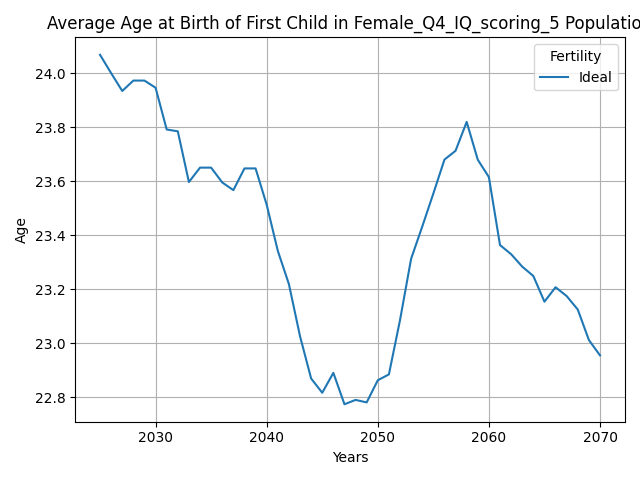 Average Age at Birth of First Child in Female_Q4_IQ_scoring_5 Populatio
Fertility
Ideal
24.0
23.8
23.6
23.4
23.2
23.0
22.8
Age
2030 2040 2050 2060 2070
Years